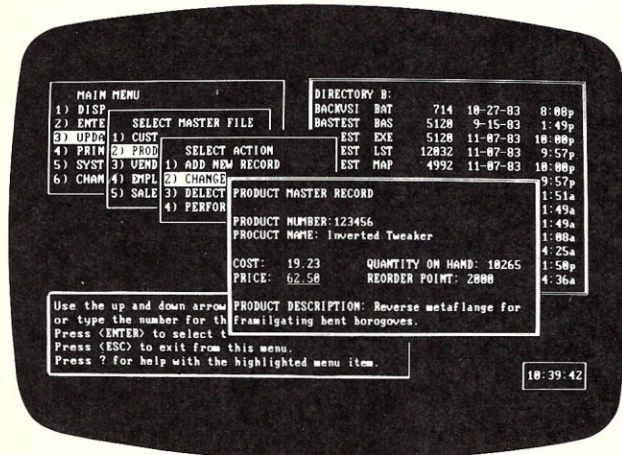 MAIN MENU
1) DISP
2) ENTE
3) UPDA
4) PRIN
5) SYST
6) CHAN
SELECT MASTER FILE
1) CUST
2) PROD
3) VEND
4) EMPL
5) SALE
SELECT ACTION
1) ADD NEW RECORD
2) CHANGE
3) DELECT
4) PERFOR
DIRECTORY B:
BACKVSI BAT 714 10-27-83 8:08p
BASTEST BAS 5120 9-15-83 1:49p
EST EXE 5120 11-07-83 10:00p
EST LST 12032 11-07-83 9:57p
EST MAP 4992 11-07-83 10:00p
9:57p
1:51a
1:49a
1:49a
1:08a
4:25a
1:50p
4:36a
PRODUCT MASTER RECORD
PRODUCT NUMBER:123456
PROCUCT NAME: Inverted Tweaker
COST: 19.23 QUANTITY ON HAND: 10265
PRICE: 62.50 REORDER POINT: 2000
PRODUCT DESCRIPTION: Reverse metaflange for
framilgating bent borogoves.
Use the up and down arrow
or type the number for th
Press <ENTER> to select t
Press <ESC> to exit from this menu.
Press ? for help with the highlighted menu item.
10:39:42